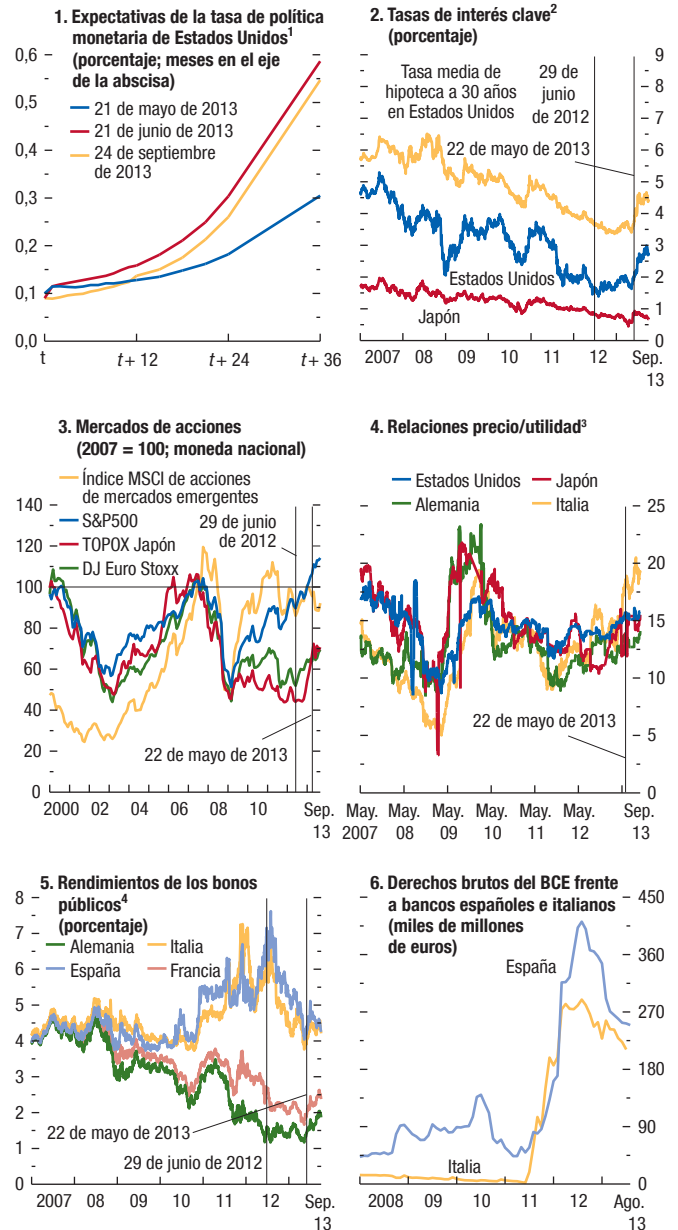 1. Expectativas de la tasa de política
monetaria de Estados Unidos¹
(porcentaje; meses en el eje
de la abscisa)
0,6
0,5
0,4
0,3
0,2
0,1
0,0
21 de mayo de 2013
21 de junio de 2013
24 de septiembre
de 2013
t
t + 12
t + 24
t + 36
2. Tasas de interés clave²
(porcentaje)
9
8
7
6
5
4
3
2
1
0
Tasa media de
hipoteca a 30 años
en Estados Unidos
29 de
junio
de 2012
22 de mayo de 2013
Estados Unidos
Japón
2007
08
09
10
11
12
Sep.
13
3. Mercados de acciones
(2007 = 100; moneda nacional)
Índice MSCI de acciones
de mercados emergentes
S&P500
TOPOX Japón
DJ Euro Stoxx
29 de junio
de 2012
22 de mayo de 2013
140
120
100
80
60
40
20
0
2000
02
04
06
08
10
Sep.
13
4. Relaciones precio/utilidad³
Estados Unidos
Japón
Alemania
Italia
25
20
15
10
5
0
22 de mayo de 2013
May.
2007
May.
08
May.
09
May.
10
May.
11
May.
12
Sep.
13
5. Rendimientos de los bonos
públicos⁴
(porcentaje)
Alemania
Italia
España
Francia
8
7
6
5
4
3
2
1
0
22 de mayo de 2013
29 de junio de 2012
2007
08
09
10
11
12
Sep.
13
6. Derechos brutos del BCE frente
a bancos españoles e italianos
(miles de millones
de euros)
450
360
270
180
90
0
España
Italia
2008
09
10
11
12
Ago.
13